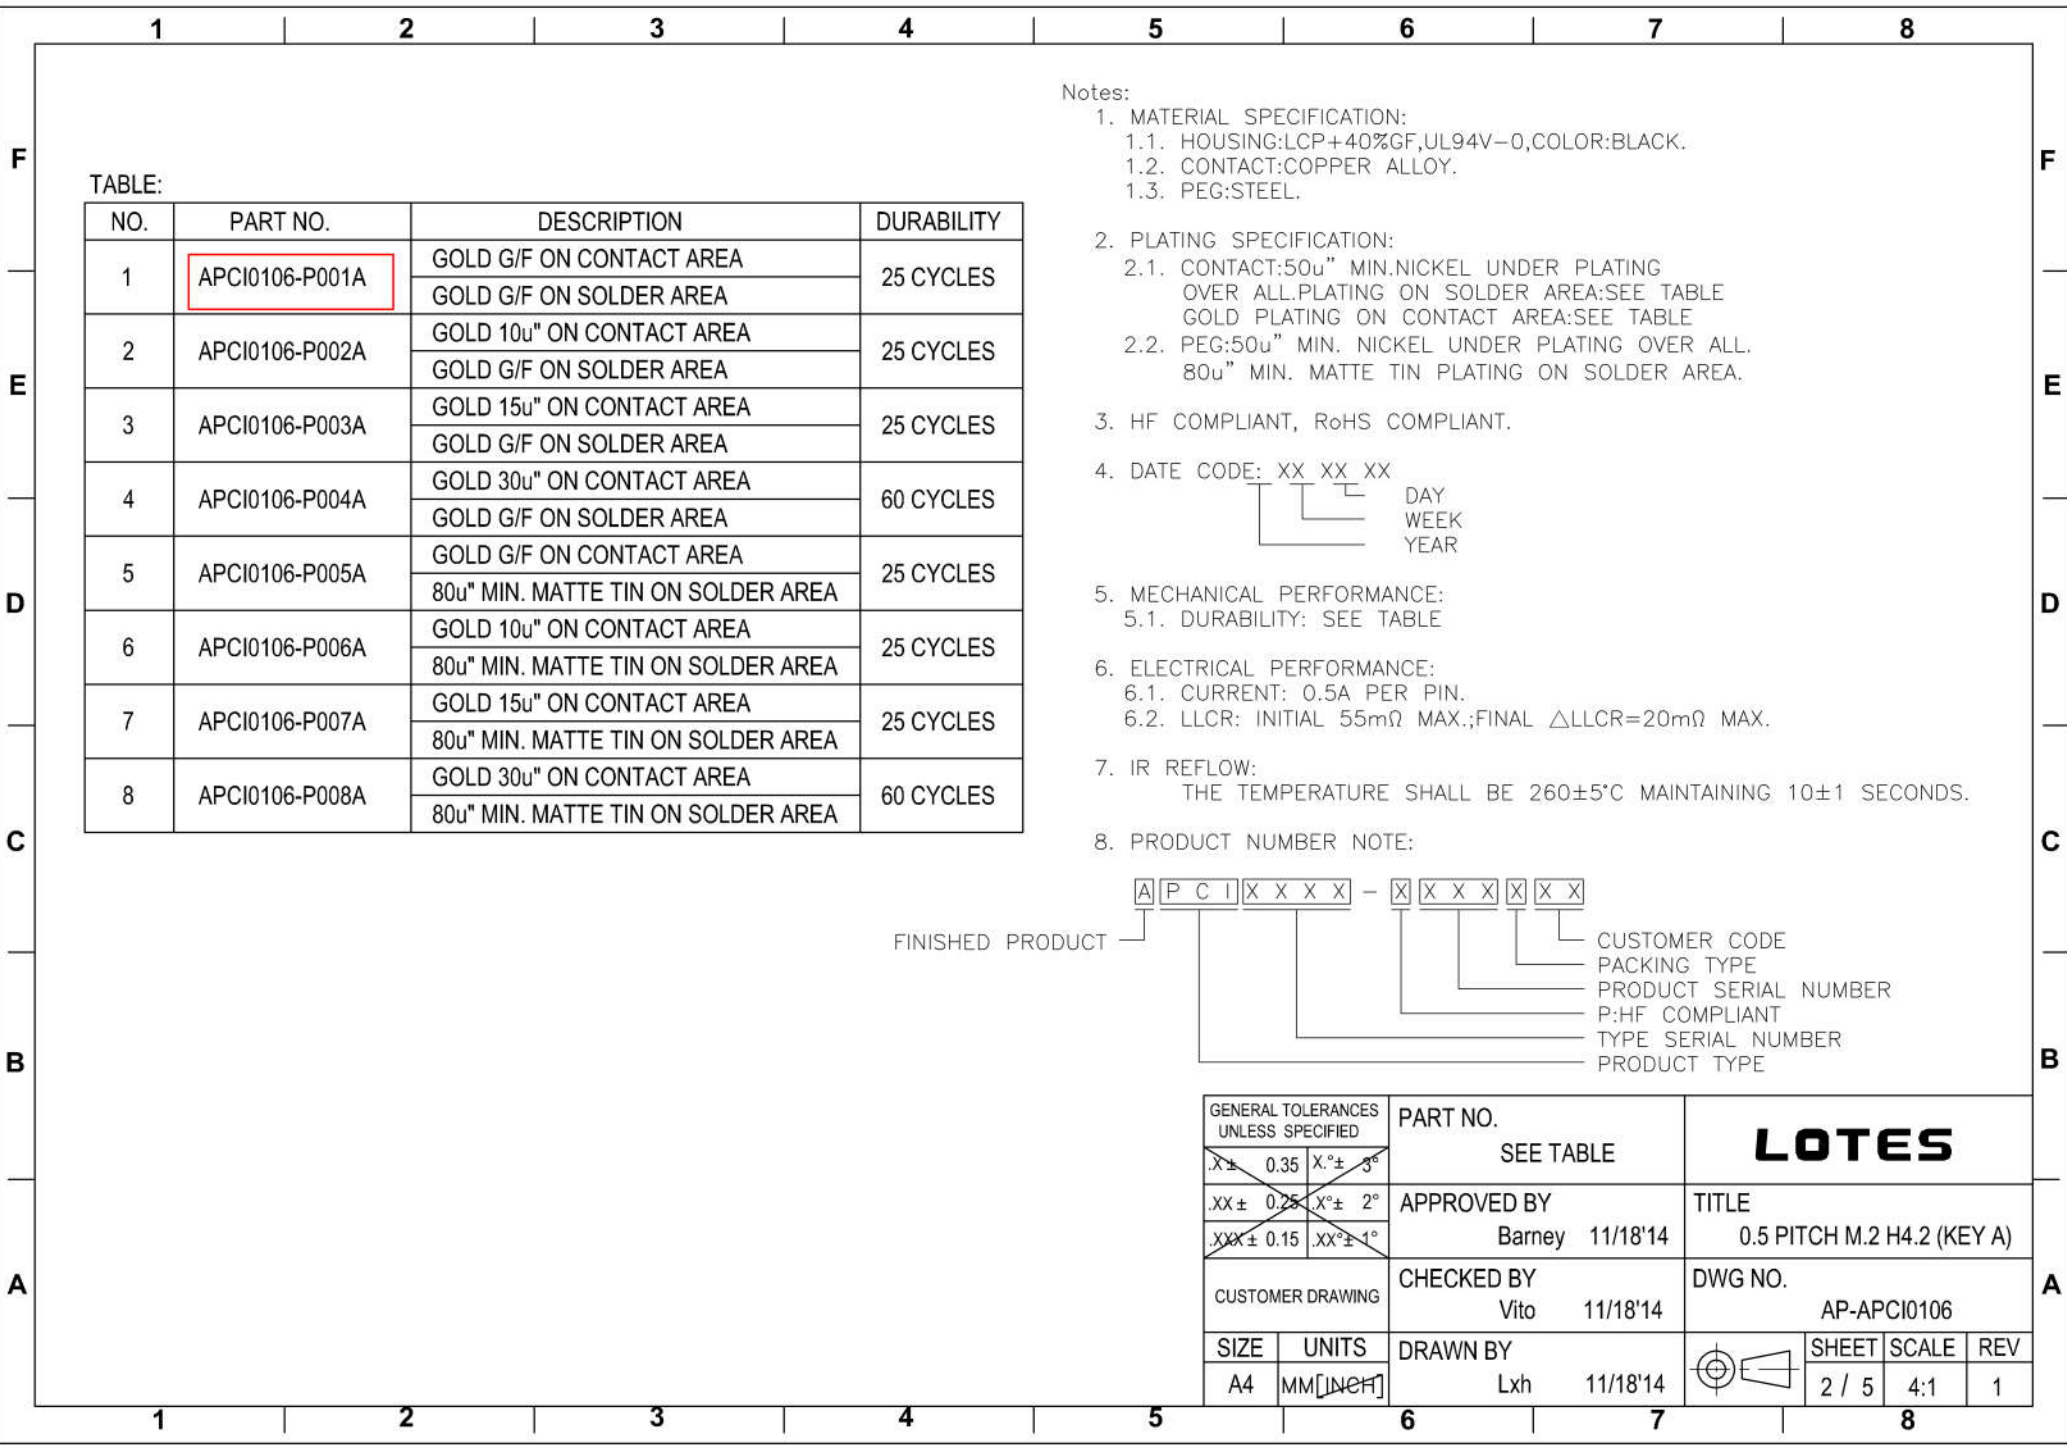 1 2 3 4 5 6 7 8
F
E
D
C
B
A
TABLE:
NO. PART NO. DESCRIPTION DURABILITY
1 APCI0106-P001A GOLD G/F ON CONTACT AREA 25 CYCLES
GOLD G/F ON SOLDER AREA
2 APCI0106-P002A GOLD 10u" ON CONTACT AREA 25 CYCLES
GOLD G/F ON SOLDER AREA
3 APCI0106-P003A GOLD 15u" ON CONTACT AREA 25 CYCLES
GOLD G/F ON SOLDER AREA
4 APCI0106-P004A GOLD 30u" ON CONTACT AREA 60 CYCLES
GOLD G/F ON SOLDER AREA
5 APCI0106-P005A GOLD G/F ON CONTACT AREA 25 CYCLES
80u" MIN. MATTE TIN ON SOLDER AREA
6 APCI0106-P006A GOLD 10u" ON CONTACT AREA 25 CYCLES
80u" MIN. MATTE TIN ON SOLDER AREA
7 APCI0106-P007A GOLD 15u" ON CONTACT AREA 25 CYCLES
80u" MIN. MATTE TIN ON SOLDER AREA
8 APCI0106-P008A GOLD 30u" ON CONTACT AREA 60 CYCLES
80u" MIN. MATTE TIN ON SOLDER AREA
Notes:
1. MATERIAL SPECIFICATION:
1.1. HOUSING:LCP+40%GF,UL94V-0,COLOR:BLACK.
1.2. CONTACT:COPPER ALLOY.
1.3. PEG:STEEL.
2. PLATING SPECIFICATION:
2.1. CONTACT:50u" MIN.NICKEL UNDER PLATING
OVER ALL.PLATING ON SOLDER AREA:SEE TABLE
GOLD PLATING ON CONTACT AREA:SEE TABLE
2.2. PEG:50u" MIN. NICKEL UNDER PLATING OVER ALL.
80u" MIN. MATTE TIN PLATING ON SOLDER AREA.
3. HF COMPLIANT, RoHS COMPLIANT.
4. DATE CODE: XX XX XX
DAY
WEEK
YEAR
5. MECHANICAL PERFORMANCE:
5.1. DURABILITY: SEE TABLE
6. ELECTRICAL PERFORMANCE:
6.1. CURRENT: 0.5A PER PIN.
6.2. LLCR: INITIAL 55mΩ MAX.;FINAL △LLCR=20mΩ MAX.
7. IR REFLOW:
THE TEMPERATURE SHALL BE 260±5°C MAINTAINING 10±1 SECONDS.
8. PRODUCT NUMBER NOTE:
A P C I X X X X - X X X X X X X
FINISHED PRODUCT
CUSTOMER CODE
PACKING TYPE
PRODUCT SERIAL NUMBER
P:HF COMPLIANT
TYPE SERIAL NUMBER
PRODUCT TYPE
GENERAL TOLERANCES
UNLESS SPECIFIED
.X± 0.35 X.°± 3°
.XX± 0.25 .X°± 2°
.XXX± 0.15 .XX°± 1°
CUSTOMER DRAWING
SIZE UNITS
A4 MM[INCH]
PART NO.
SEE TABLE
APPROVED BY
Barney 11/18'14
CHECKED BY
Vito 11/18'14
DRAWN BY
Lxh 11/18'14
LOTES
TITLE
0.5 PITCH M.2 H4.2 (KEY A)
DWG NO.
AP-APCI0106
SHEET SCALE REV
2 / 5 4:1 1
F
E
D
C
B
A
1 2 3 4 5 6 7 8